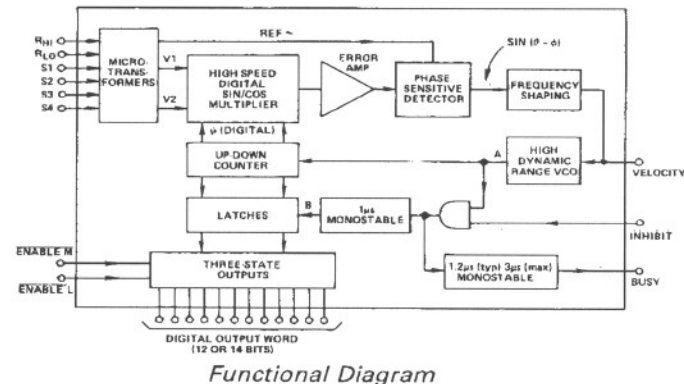 REF ~
R HI
R LO
S1
S2
S3
S4
MICRO-
TRANS-
FORMERS
V1
V2
HIGH SPEED
DIGITAL
SIN/COS
MULTIPLIER
ERROR
AMP
PHASE
SENSITIVE
DETECTOR
SIN (θ - ϕ)
FREQUENCY
SHAPING
(DIGITAL)
UP-DOWN
COUNTER
A
HIGH
DYNAMIC
RANGE VCO
VELOCITY
LATCHES
B
1μs
MONOSTABLE
INHIBIT
ENABLE M
ENABLE L
THREE-STATE
OUTPUTS
1.2μs (typ) 3μs (max)
MONOSTABLE
BUSY
DIGITAL OUTPUT WORD
(12 OR 14 BITS)
Functional Diagram